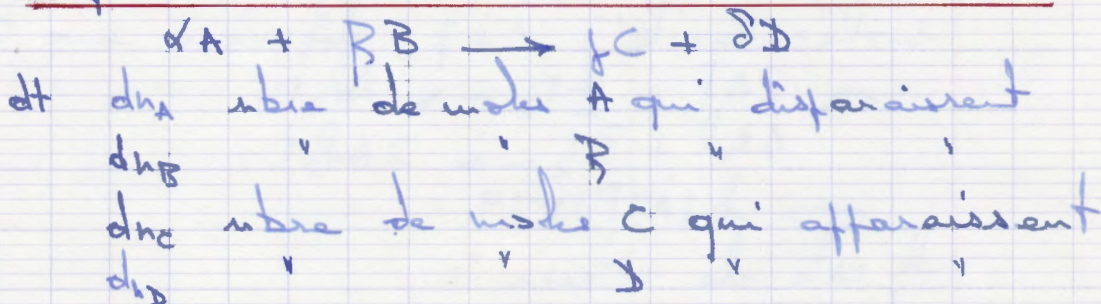 αA + βB → γC + δD
dt dn_A nbre de moles A qui disparaissent
dn_B " " B " "
dn_C nbre de moles C qui apparaissent
dn_D " " D " "